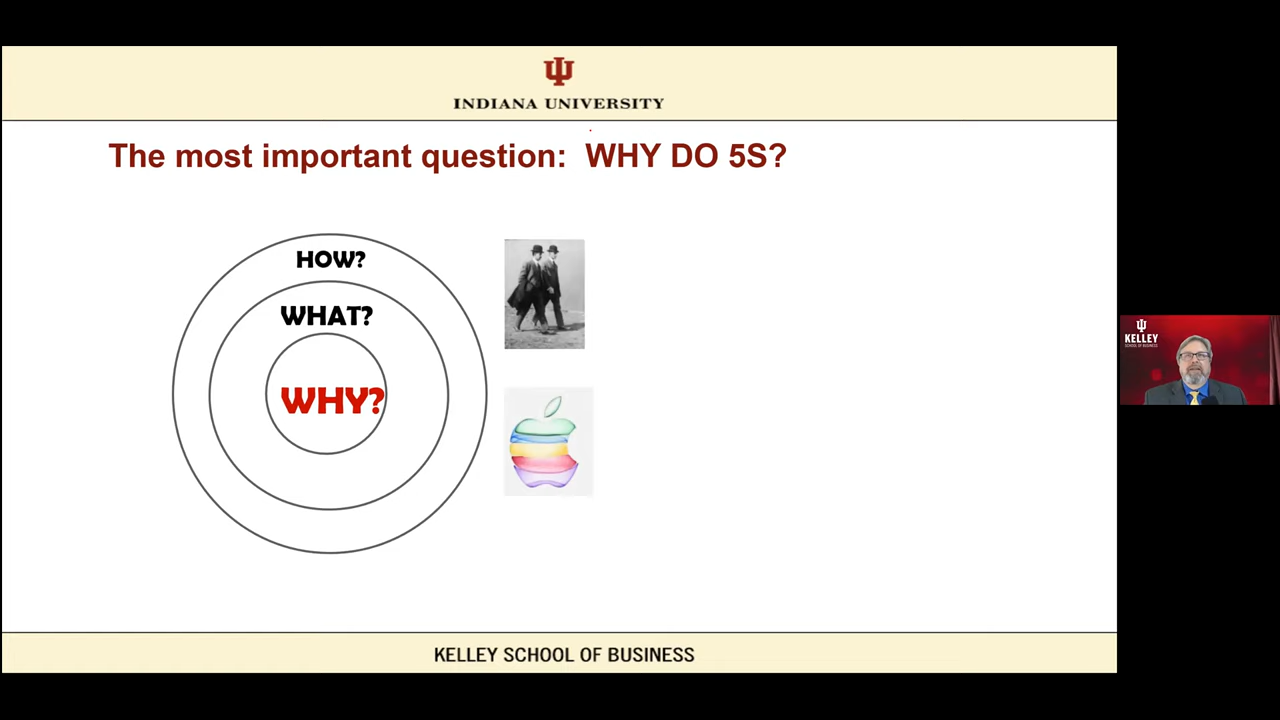 INDIANA UNIVERSITY
The most important question: WHY DO 5S?
HOW?
WHAT?
WHY?
KELLEY
SCHOOL OF BUSINESS
KELLEY SCHOOL OF BUSINESS